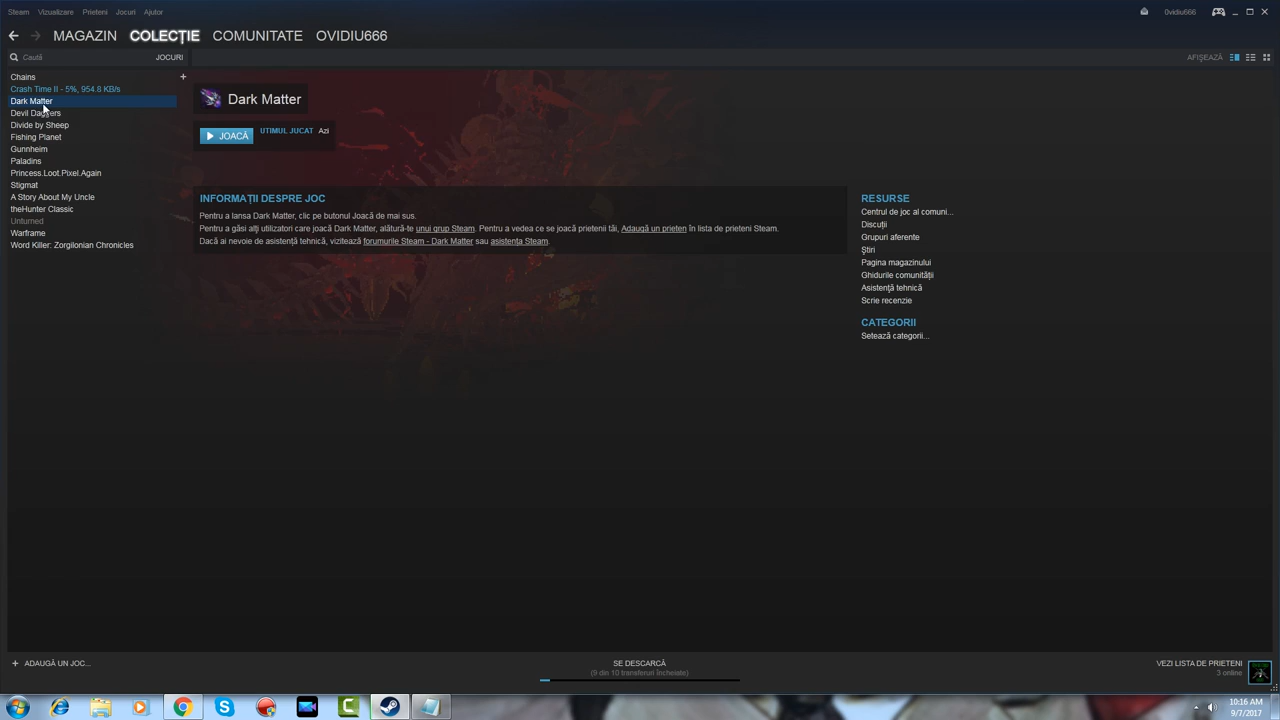 Steam Vizualizare Prieteni Jocuri Ajutor
0vidiu666
MAGAZIN COLECȚIE COMUNITATE OVIDIU666
Caută JOCURI
AFIȘEAZĂ
Chains
Crash Time II - 5%, 954.8 KB/s
Dark Matter
Devil Daggers
Divide by Sheep
Fishing Planet
Gunnheim
Paladins
Princess.Loot.Pixel.Again
Stigmat
A Story About My Uncle
theHunter Classic
Unturned
Warframe
Word Killer: Zorgilonian Chronicles
Dark Matter
JOACĂ UTIMUL JUCAT Azi
INFORMAȚII DESPRE JOC
Pentru a lansa Dark Matter, clic pe butonul Joacă de mai sus.
Pentru a găsi alți utilizatori care joacă Dark Matter, alătură-te unui grup Steam. Pentru a vedea ce se joacă prietenii tăi, Adaugă un prieten în lista de prieteni Steam.
Dacă ai nevoie de asistență tehnică, vizitează forumurile Steam - Dark Matter sau asistența Steam.
RESURSE
Centrul de joc al comuni...
Discuții
Grupuri aferente
Știri
Pagina magazinului
Ghidurile comunității
Asistență tehnică
Scrie recenzie
CATEGORII
Setează categorii...
+ ADAUGĂ UN JOC...
SE DESCARCĂ
(9 din 10 transferuri încheiate)
VEZI LISTA DE PRIETENI
3 online
10:16 AM
9/7/2017